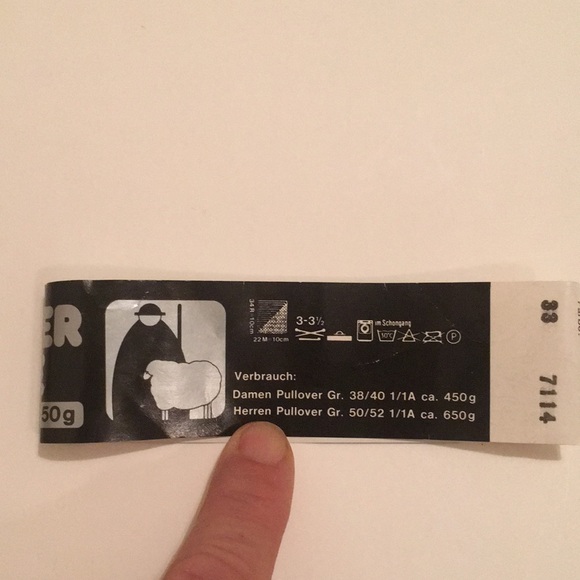 ER
50g
34 R=10cm
22 M=10cm
3-3½
im Schongang
P
Verbrauch:
Damen Pullover Gr. 38/40 1/1A ca. 450g
Herren Pullover Gr. 50/52 1/1A ca. 650g
88
7114